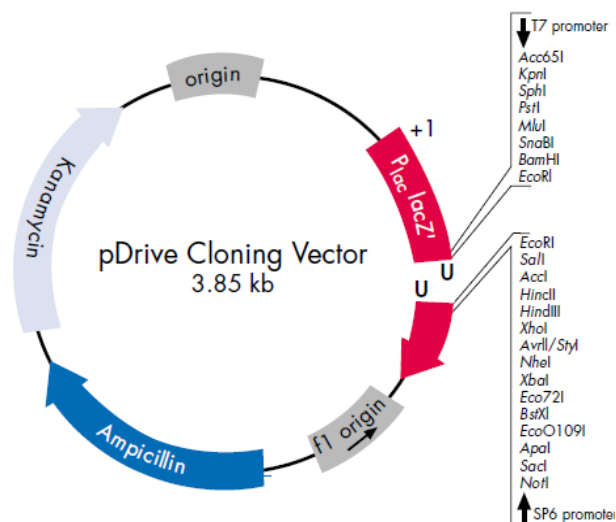 origin
+1
Plac lacZ'
Kanamycin
pDrive Cloning Vector
3.85 kb
U
U
Ampicillin
f1 origin
T7 promoter
Acc65I
KpnI
SphI
PstI
MluI
SnaBI
BamHI
EcoRI
EcoRI
SalI
AccI
HincII
HindIII
XhoI
AvrII/StyI
NheI
XbaI
Eco72I
BstXI
EcoO109I
ApaI
SacI
NotI
SP6 promoter